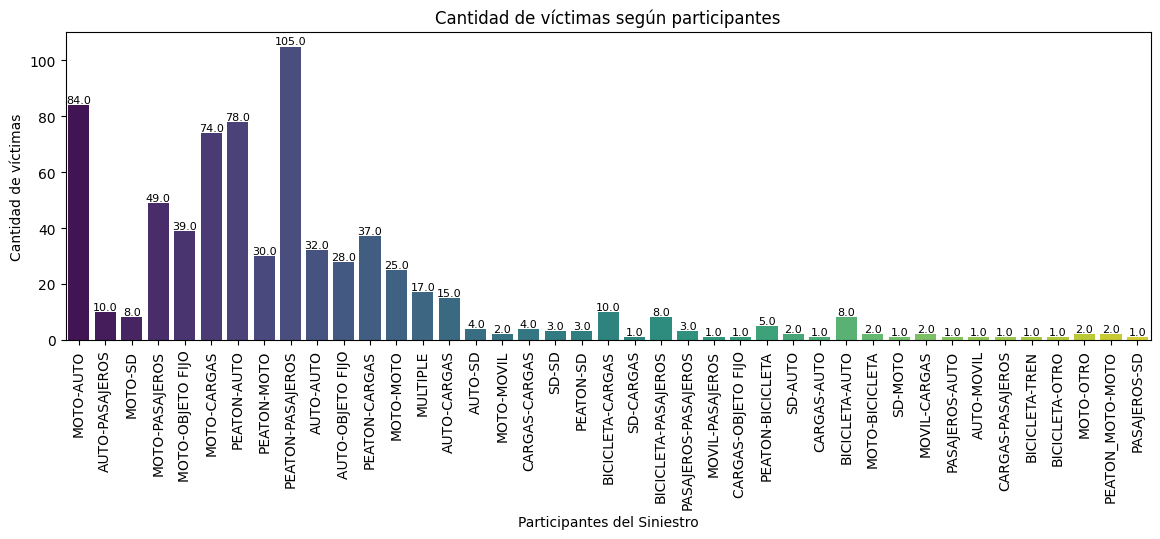 Cantidad de víctimas según participantes
Cantidad de víctimas
100
80
60
40
20
0
84.0
10.0
8.0
49.0
39.0
74.0
78.0
30.0
105.0
32.0
28.0
37.0
25.0
17.0
15.0
4.0
2.0
4.0
3.0
3.0
10.0
1.0
8.0
3.0
1.0
1.0
5.0
2.0
1.0
8.0
2.0
1.0
2.0
1.0
1.0
1.0
1.0
1.0
2.0
2.0
1.0
MOTO-AUTO
AUTO-PASAJEROS
MOTO-SD
MOTO-PASAJEROS
MOTO-OBJETO FIJO
MOTO-CARGAS
PEATON-AUTO
PEATON-MOTO
PEATON-PASAJEROS
AUTO-AUTO
AUTO-OBJETO FIJO
PEATON-CARGAS
MOTO-MOTO
MULTIPLE
AUTO-CARGAS
AUTO-SD
MOTO-MOVIL
CARGAS-CARGAS
SD-SD
PEATON-SD
BICICLETA-CARGAS
SD-CARGAS
BICICLETA-PASAJEROS
PASAJEROS-PASAJEROS
MOVIL-PASAJEROS
CARGAS-OBJETO FIJO
PEATON-BICICLETA
SD-AUTO
CARGAS-AUTO
BICICLETA-AUTO
MOTO-BICICLETA
SD-MOTO
MOVIL-CARGAS
PASAJEROS-AUTO
AUTO-MOVIL
CARGAS-PASAJEROS
BICICLETA-TREN
BICICLETA-OTRO
MOTO-OTRO
PEATON_MOTO-MOTO
PASAJEROS-SD
Participantes del Siniestro